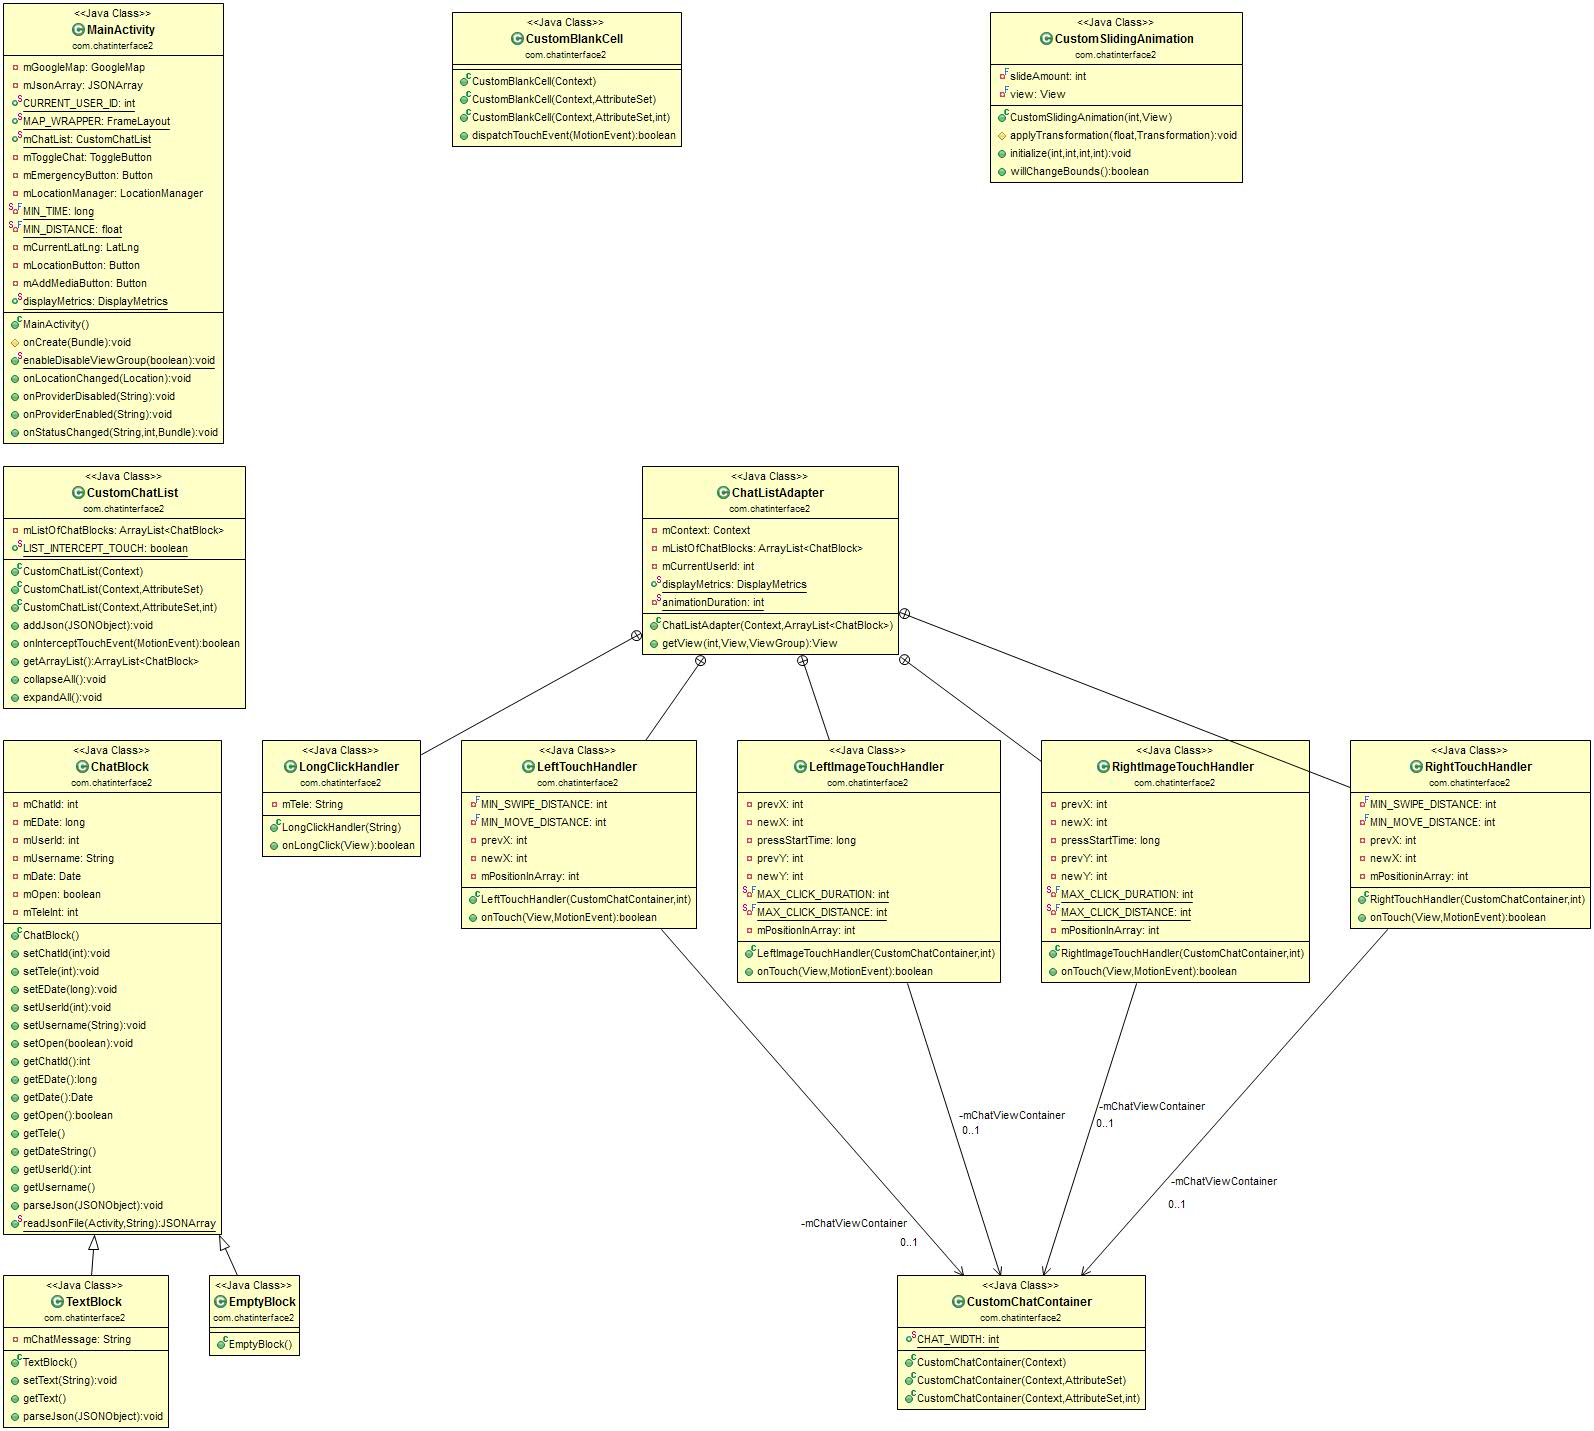 <<Java Class>>
MainActivity
com.chatinterface2
mGoogleMap: GoogleMap
mJsonArray: JSONArray
CURRENT_USER_ID: int
MAP_WRAPPER: FrameLayout
mChatList: CustomChatList
mToggleChat: ToggleButton
mEmergencyButton: Button
mLocationManager: LocationManager
MIN_TIME: long
MIN_DISTANCE: float
mCurrentLatLng: LatLng
mLocationButton: Button
mAddMediaButton: Button
displayMetrics: DisplayMetrics
MainActivity()
onCreate(Bundle):void
enableDisableViewGroup(boolean):void
onLocationChanged(Location):void
onProviderDisabled(String):void
onProviderEnabled(String):void
onStatusChanged(String,int,Bundle):void
<<Java Class>>
CustomBlankCell
com.chatinterface2
CustomBlankCell(Context)
CustomBlankCell(Context,AttributeSet)
CustomBlankCell(Context,AttributeSet,int)
dispatchTouchEvent(MotionEvent):boolean
<<Java Class>>
CustomSlidingAnimation
com.chatinterface2
slideAmount: int
view: View
CustomSlidingAnimation(int,View)
applyTransformation(float,Transformation):void
initialize(int,int,int,int):void
willChangeBounds():boolean
<<Java Class>>
CustomChatList
com.chatinterface2
mListOfChatBlocks: ArrayList<ChatBlock>
LIST_INTERCEPT_TOUCH: boolean
CustomChatList(Context)
CustomChatList(Context,AttributeSet)
CustomChatList(Context,AttributeSet,int)
addJson(JSONObject):void
onInterceptTouchEvent(MotionEvent):boolean
getArrayList():ArrayList<ChatBlock>
collapseAll():void
expandAll():void
<<Java Class>>
ChatListAdapter
com.chatinterface2
mContext: Context
mListOfChatBlocks: ArrayList<ChatBlock>
mCurrentUserId: int
displayMetrics: DisplayMetrics
animationDuration: int
ChatListAdapter(Context,ArrayList<ChatBlock>)
getView(int,View,ViewGroup):View
<<Java Class>>
ChatBlock
com.chatinterface2
mChatId: int
mEDate: long
mUserId: int
mUsername: String
mDate: Date
mOpen: boolean
mTeleInt: int
ChatBlock()
setChatId(int):void
setTele(int):void
setEDate(long):void
setUserId(int):void
setUsername(String):void
setOpen(boolean):void
getChatId():int
getEDate():long
getDate():Date
getOpen():boolean
getTele()
getDateString()
getUserId():int
getUsername()
parseJson(JSONObject):void
readJsonFile(Activity,String):JSONArray
<<Java Class>>
LongClickHandler
com.chatinterface2
mTele: String
LongClickHandler(String)
onLongClick(View):boolean
<<Java Class>>
LeftTouchHandler
com.chatinterface2
MIN_SWIPE_DISTANCE: int
MIN_MOVE_DISTANCE: int
prevX: int
newX: int
mPositionInArray: int
LeftTouchHandler(CustomChatContainer,int)
onTouch(View,MotionEvent):boolean
<<Java Class>>
LeftImageTouchHandler
com.chatinterface2
prevX: int
newX: int
pressStartTime: long
prevY: int
newY: int
MAX_CLICK_DURATION: int
MAX_CLICK_DISTANCE: int
mPositionInArray: int
LeftImageTouchHandler(CustomChatContainer,int)
onTouch(View,MotionEvent):boolean
<<Java Class>>
RightImageTouchHandler
com.chatinterface2
prevX: int
newX: int
pressStartTime: long
prevY: int
newY: int
MAX_CLICK_DURATION: int
MAX_CLICK_DISTANCE: int
mPositionInArray: int
RightImageTouchHandler(CustomChatContainer,int)
onTouch(View,MotionEvent):boolean
<<Java Class>>
RightTouchHandler
com.chatinterface2
MIN_SWIPE_DISTANCE: int
MIN_MOVE_DISTANCE: int
prevX: int
newX: int
mPositionInArray: int
RightTouchHandler(CustomChatContainer,int)
onTouch(View,MotionEvent):boolean
-mChatViewContainer
0..1
-mChatViewContainer
0..1
-mChatViewContainer
0..1
-mChatViewContainer
0..1
<<Java Class>>
TextBlock
com.chatinterface2
mChatMessage: String
TextBlock()
setText(String):void
getText()
parseJson(JSONObject):void
<<Java Class>>
EmptyBlock
com.chatinterface2
EmptyBlock()
<<Java Class>>
CustomChatContainer
com.chatinterface2
CHAT_WIDTH: int
CustomChatContainer(Context)
CustomChatContainer(Context,AttributeSet)
CustomChatContainer(Context,AttributeSet,int)